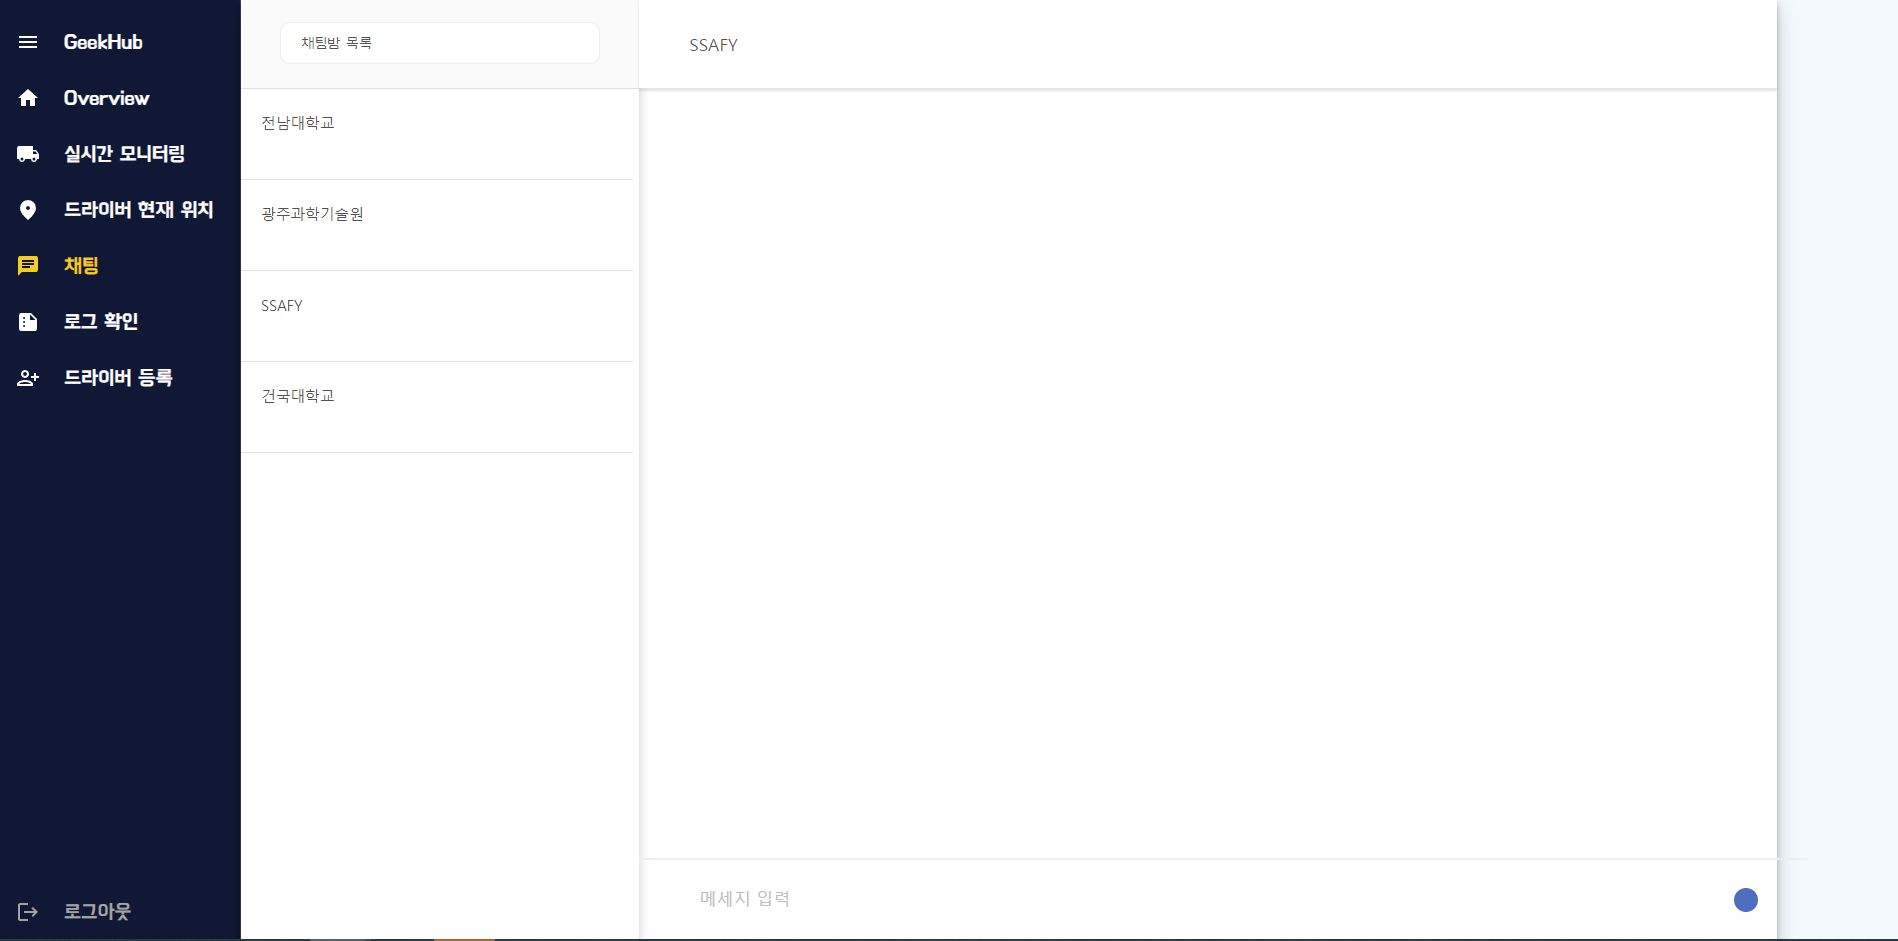 GeekHub
Overview
실시간 모니터링
드라이버 현재 위치
채팅
로그 확인
드라이버 등록
로그아웃
채팅방 목록
전남대학교
광주과학기술원
SSAFY
건국대학교
SSAFY
메세지 입력